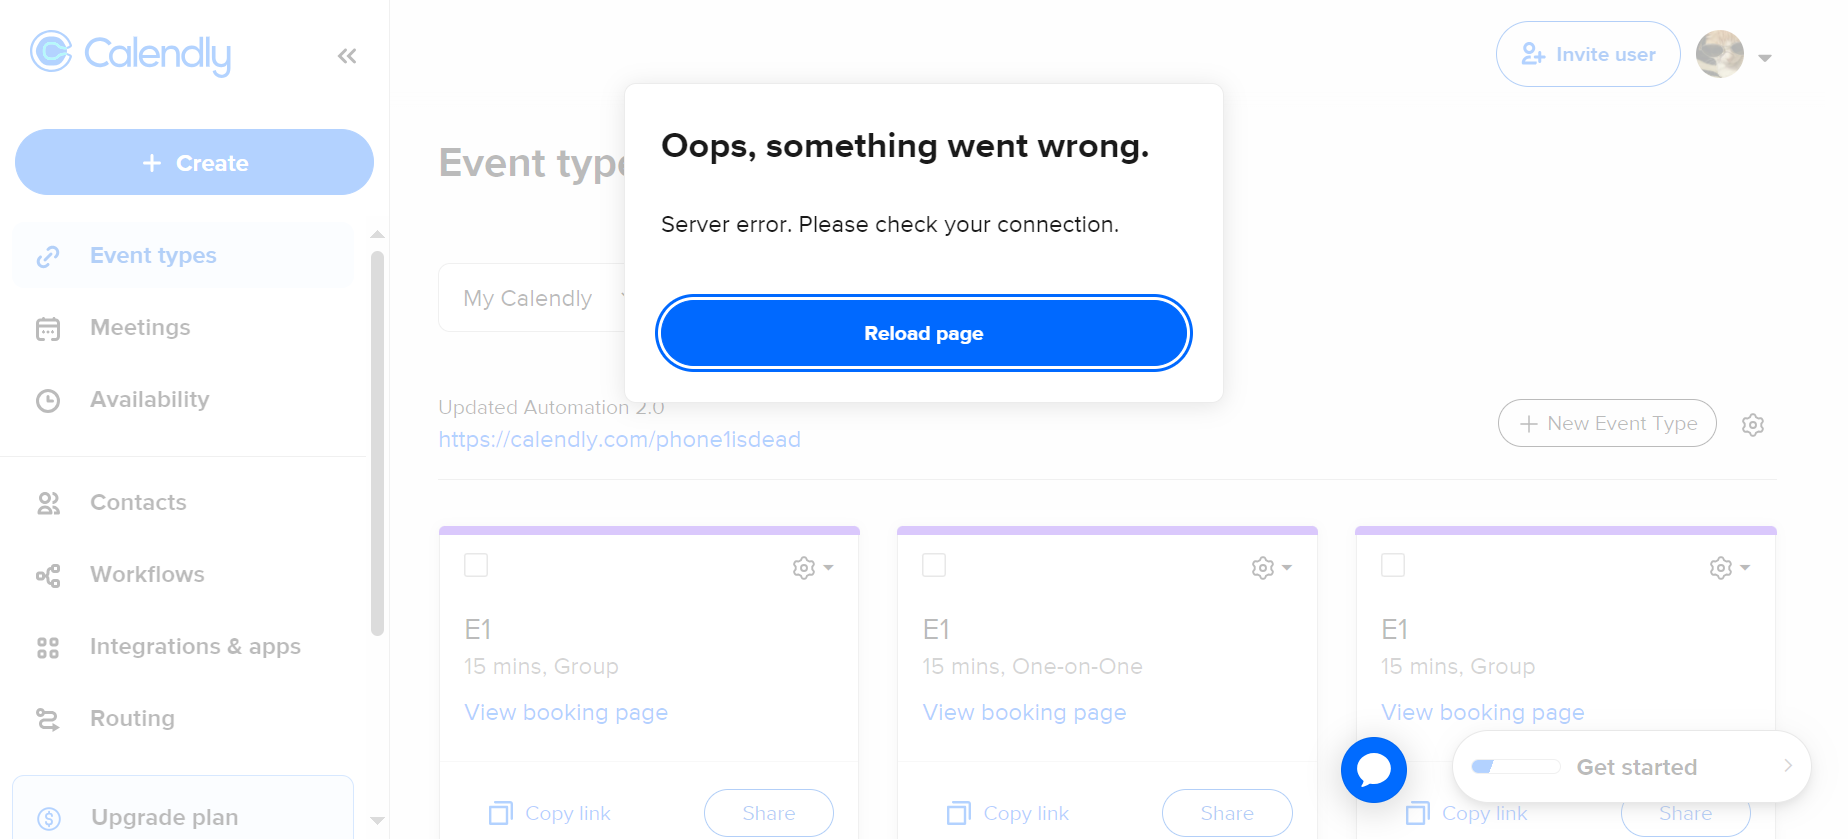 Calendly
Invite user
Create
Event types
Meetings
Availability
Contacts
Workflows
Integrations & apps
Routing
Upgrade plan
Event type
My Calendly
Oops, something went wrong.
Server error. Please check your connection.
Reload page
Updated Automation 2.0
https://calendly.com/phone1isdead
New Event Type
E1
15 mins, Group
View booking page
Copy link
Share
E1
15 mins, One-on-One
View booking page
Copy link
Share
E1
15 mins, Group
View booking page
Copy link
Share
Get started